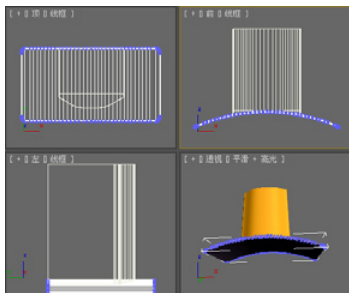 [ + 0 顶 0 线框 ]
[ + 0 前 0 线框 ]
[ + 0 左 0 线框 ]
[ + 0 透视 0 平滑 + 高光 ]